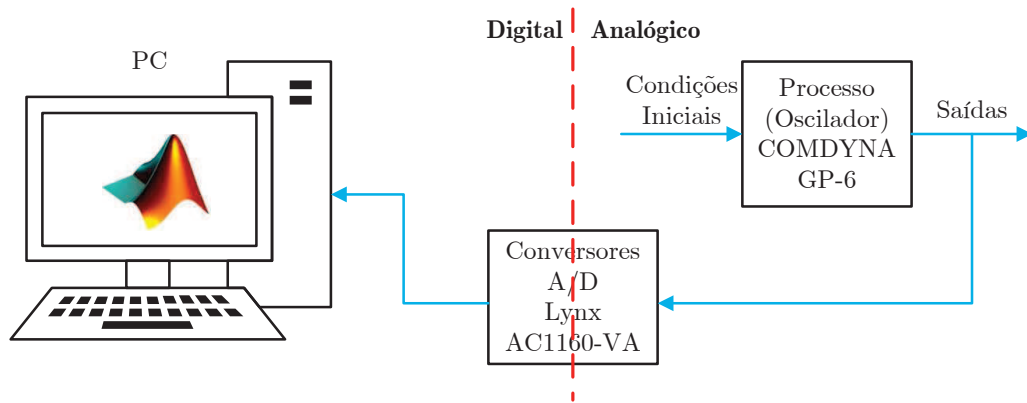 Digital
Analógico
PC
Condições
Iniciais
Processo
(Oscilador)
COMDYNA
GP-6
Saídas
Conversores
A/D
Lynx
AC1160-VA